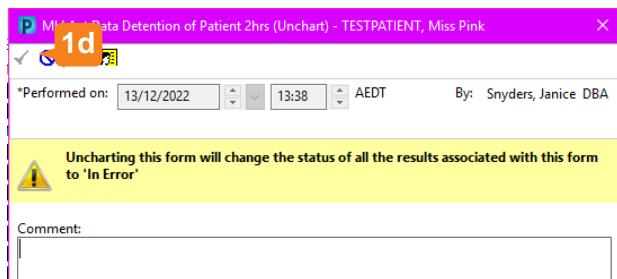 Data Detention of Patient 2hrs (Unchart) - TESTPATIENT, Miss Pink
1d
*Performed on: 13/12/2022 13:38 AEDT By: Snyders, Janice DBA
Uncharting this form will change the status of all the results associated with this form
to 'In Error'
Comment: